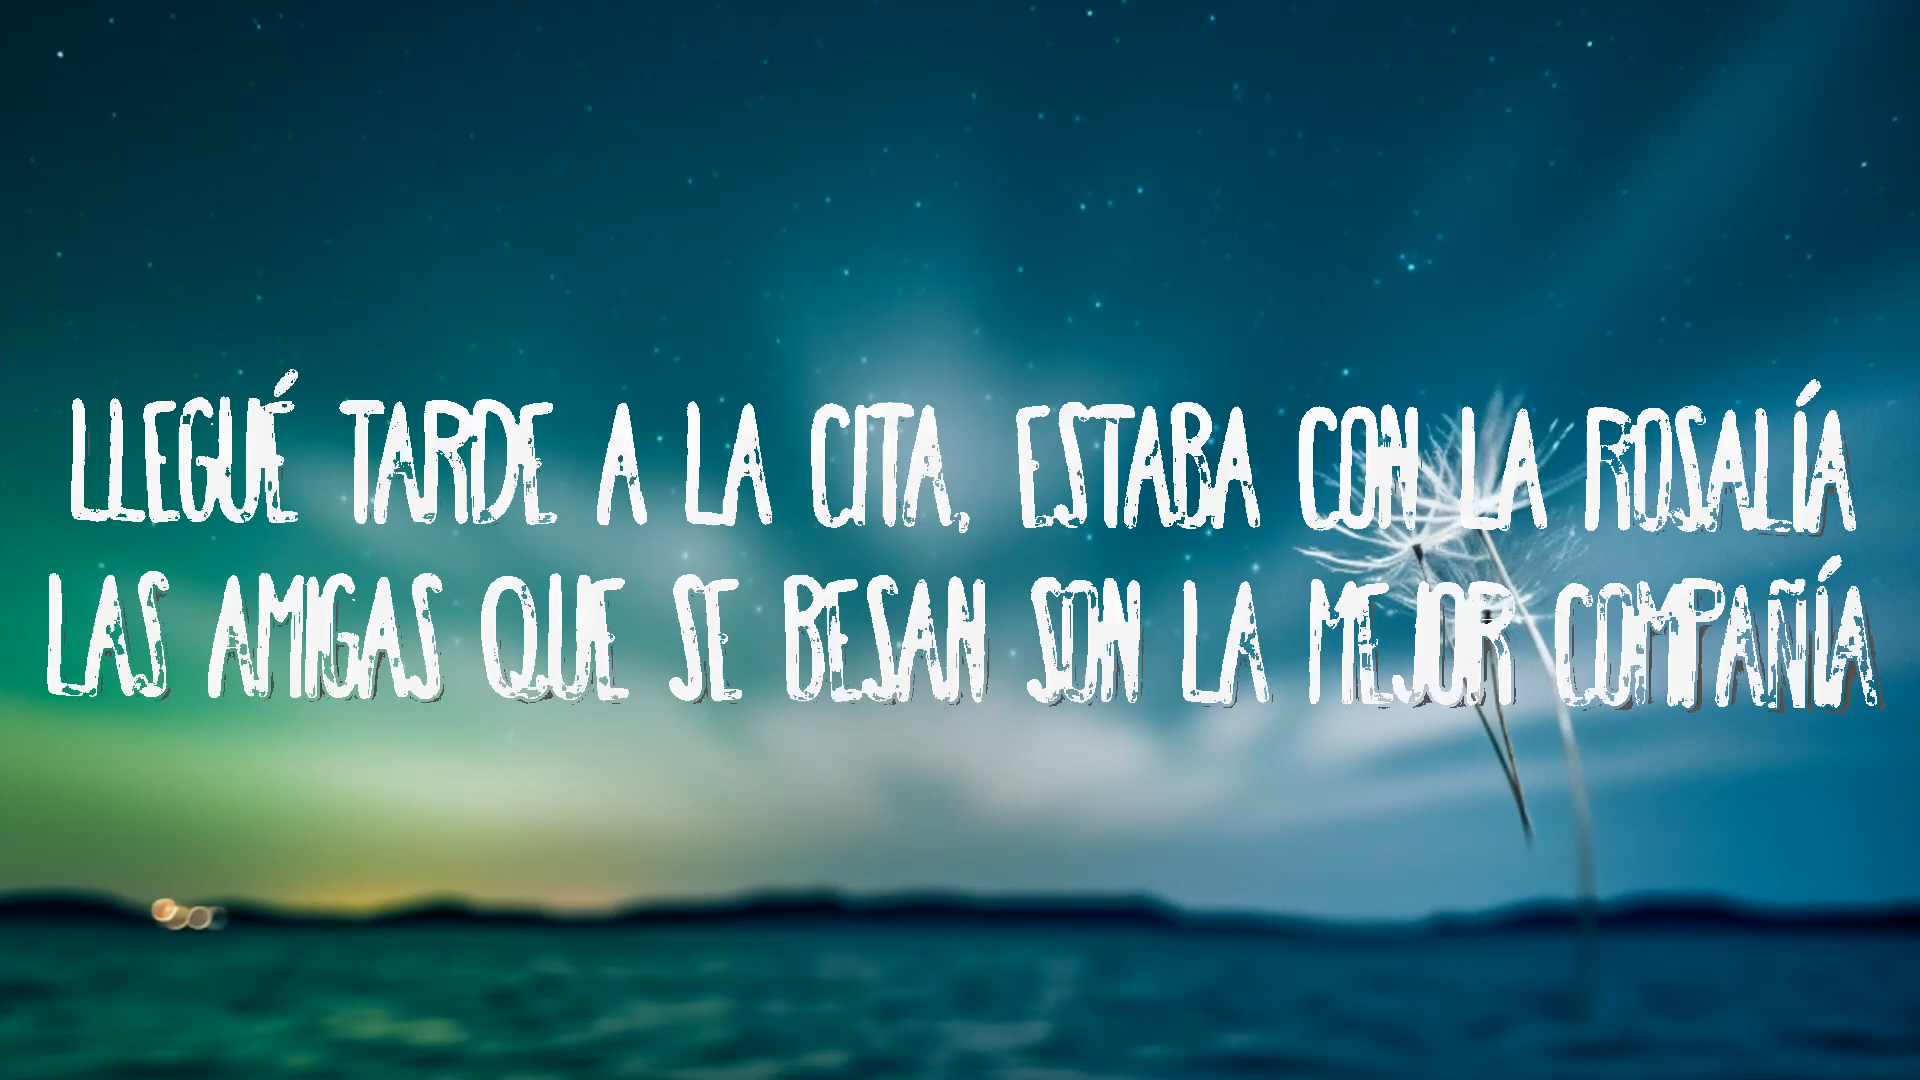 LLEGUÉ TARDE A LA CITA, ESTABA CON LA ROSALÍA
LAS AMIGAS QUE SE BESAN SON LA MEJOR COMPAÑÍA